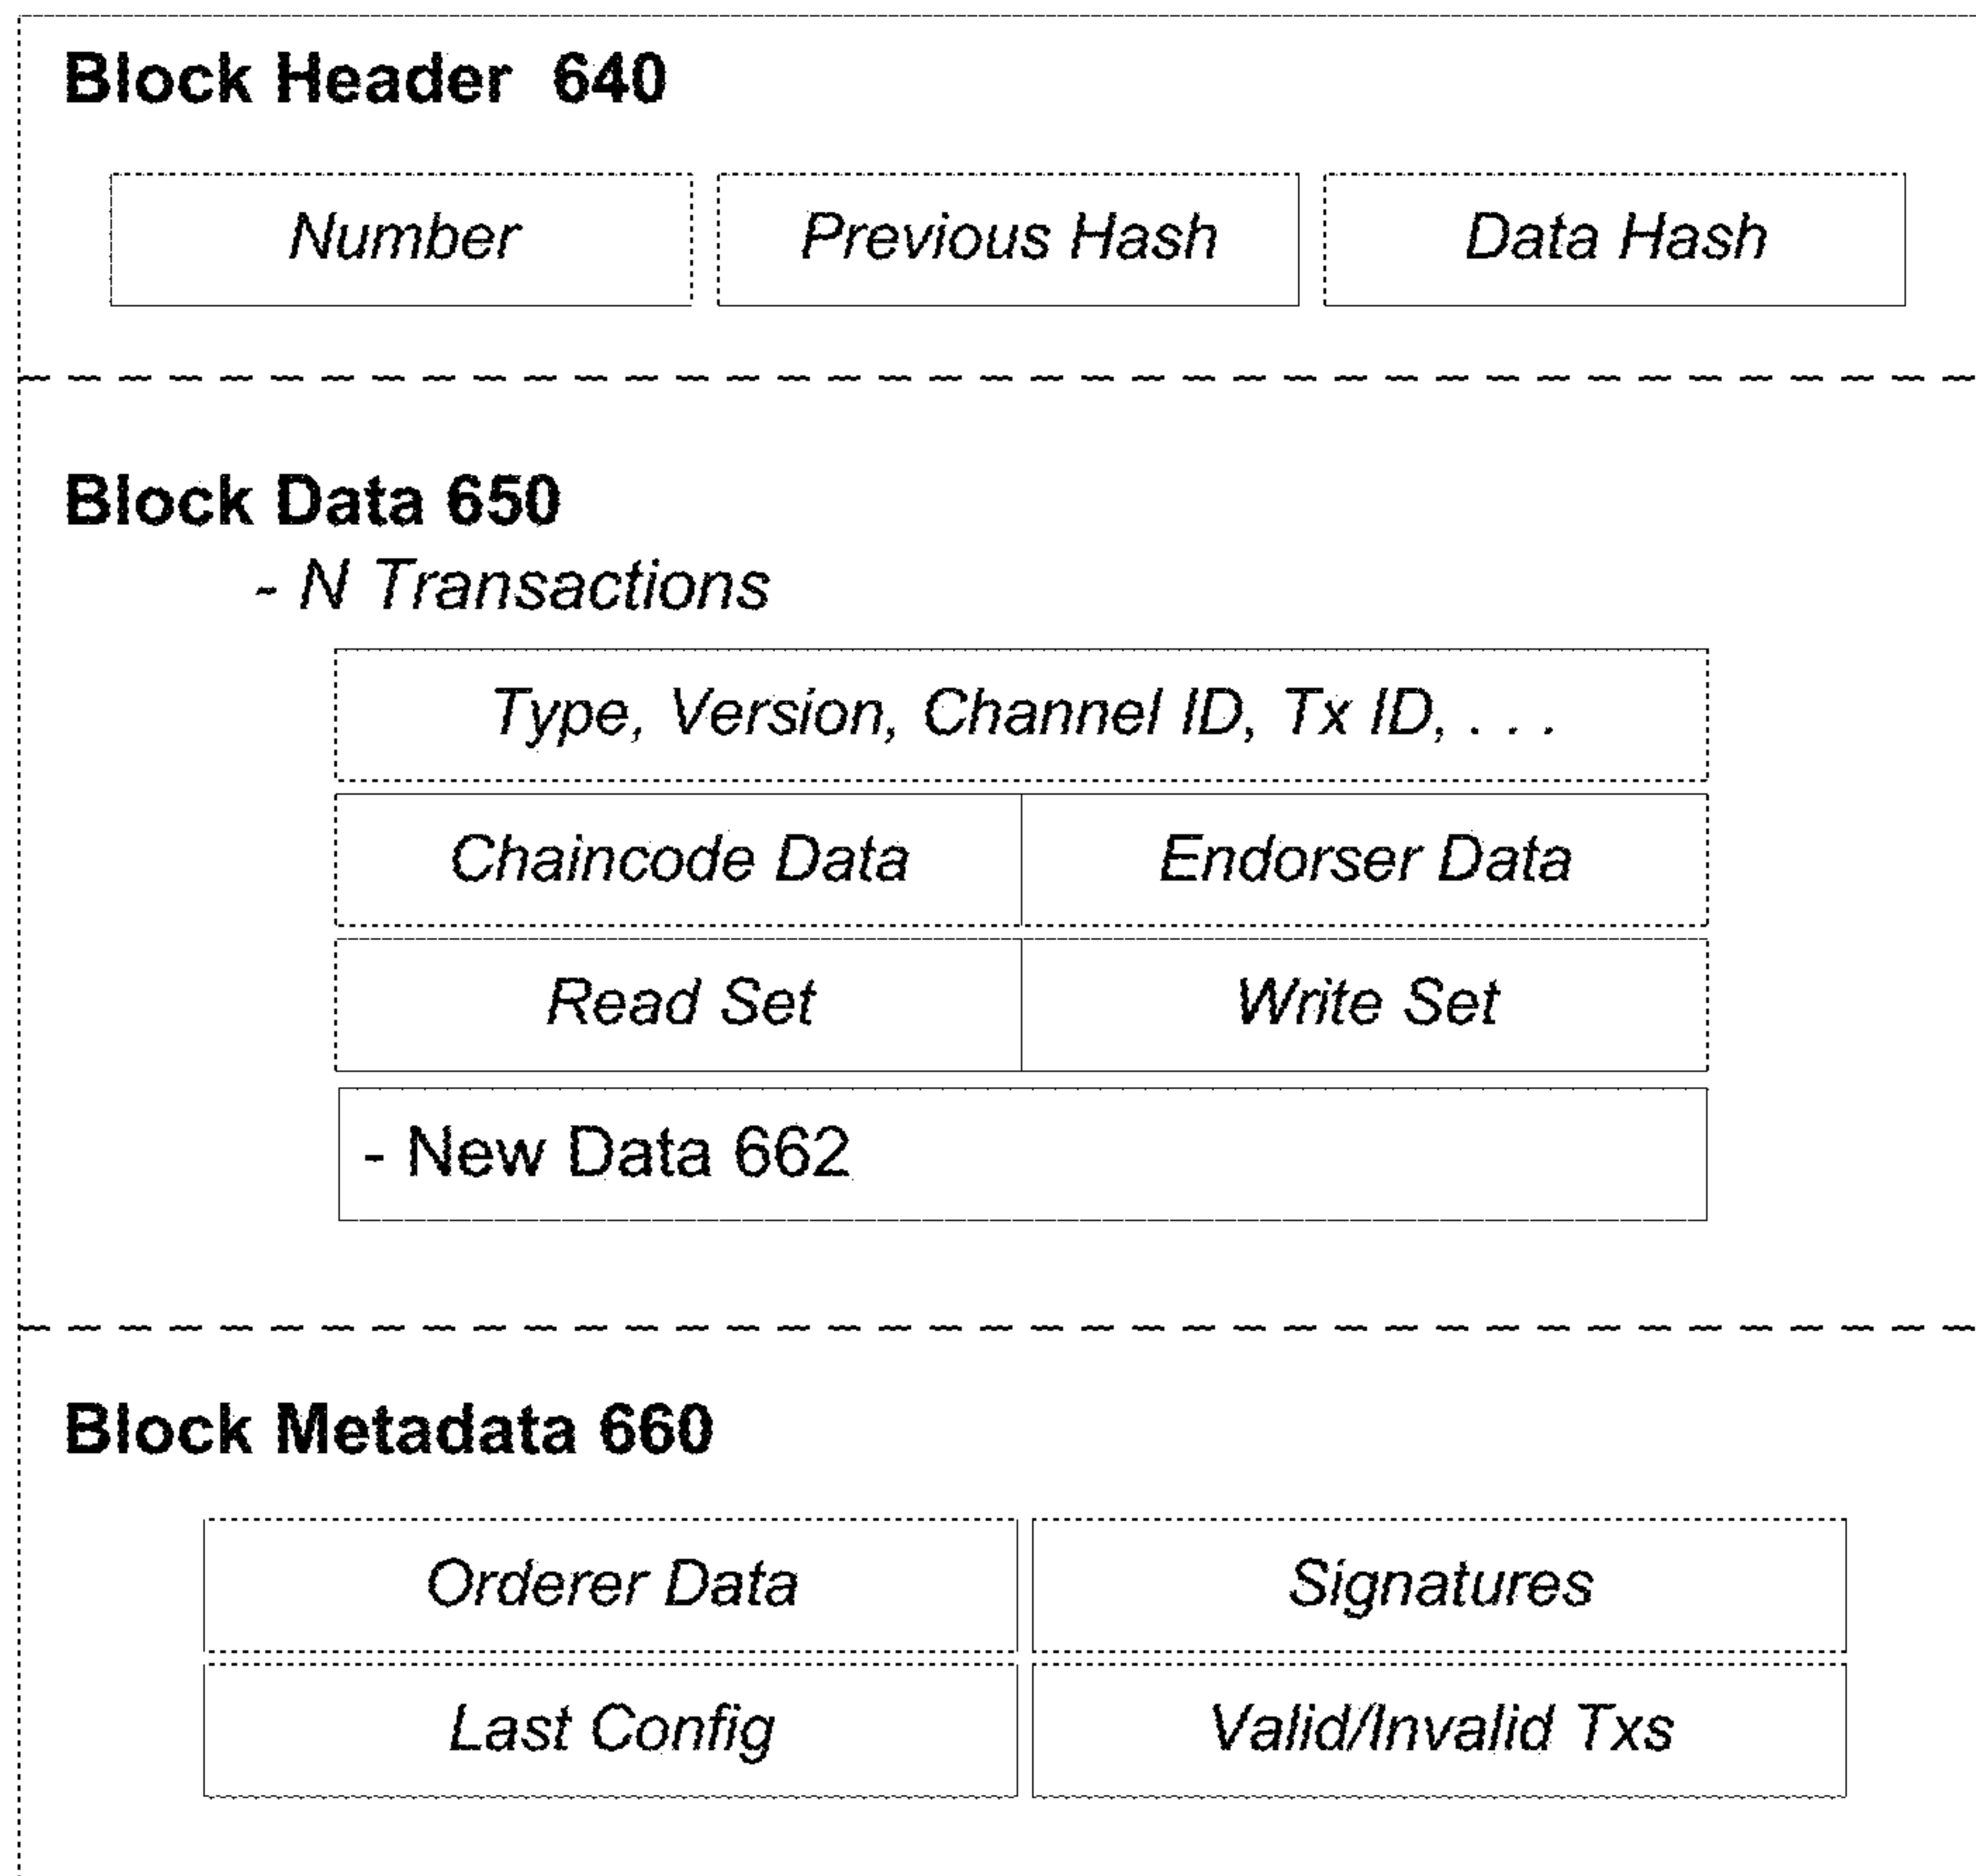 Block Header 640
Number Previous Hash Data Hash
Block Data 650
- N Transactions
Type, Version, Channel ID, Tx ID, . . .
Chaincode Data Endorser Data
Read Set Write Set
- New Data 662
Block Metadata 660
Orderer Data Signatures
Last Config Valid/Invalid Txs